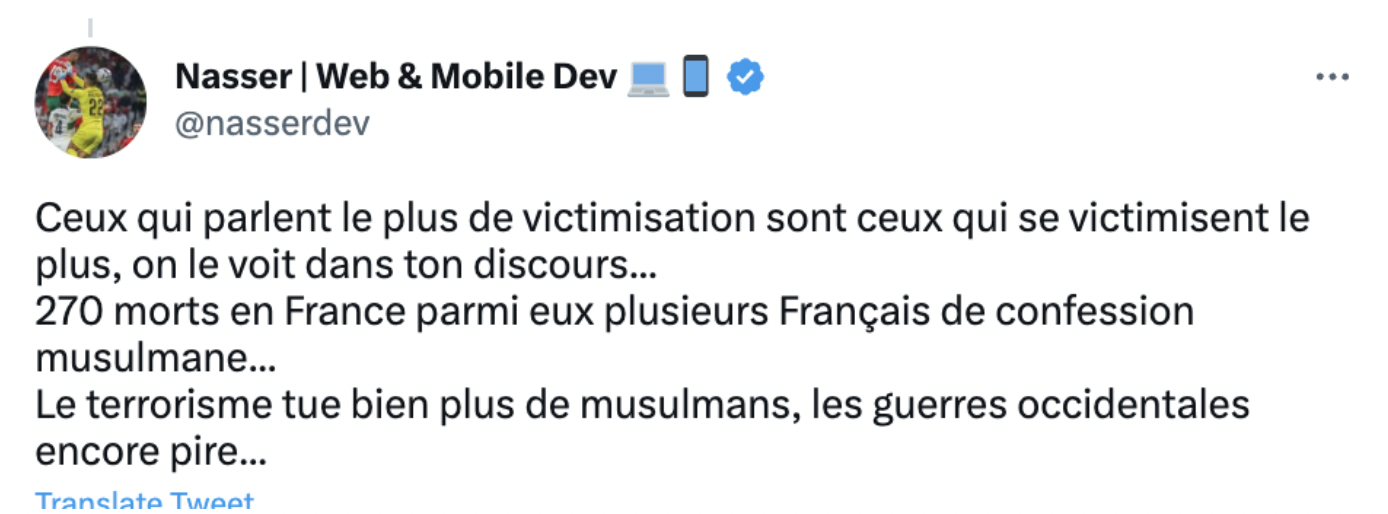 Nasser | Web & Mobile Dev 💻 📱
@nasserdev
Ceux qui parlent le plus de victimisation sont ceux qui se victimisent le
plus, on le voit dans ton discours...
270 morts en France parmi eux plusieurs Français de confession
musulmane...
Le terrorisme tue bien plus de musulmans, les guerres occidentales
encore pire...
Translate Tweet